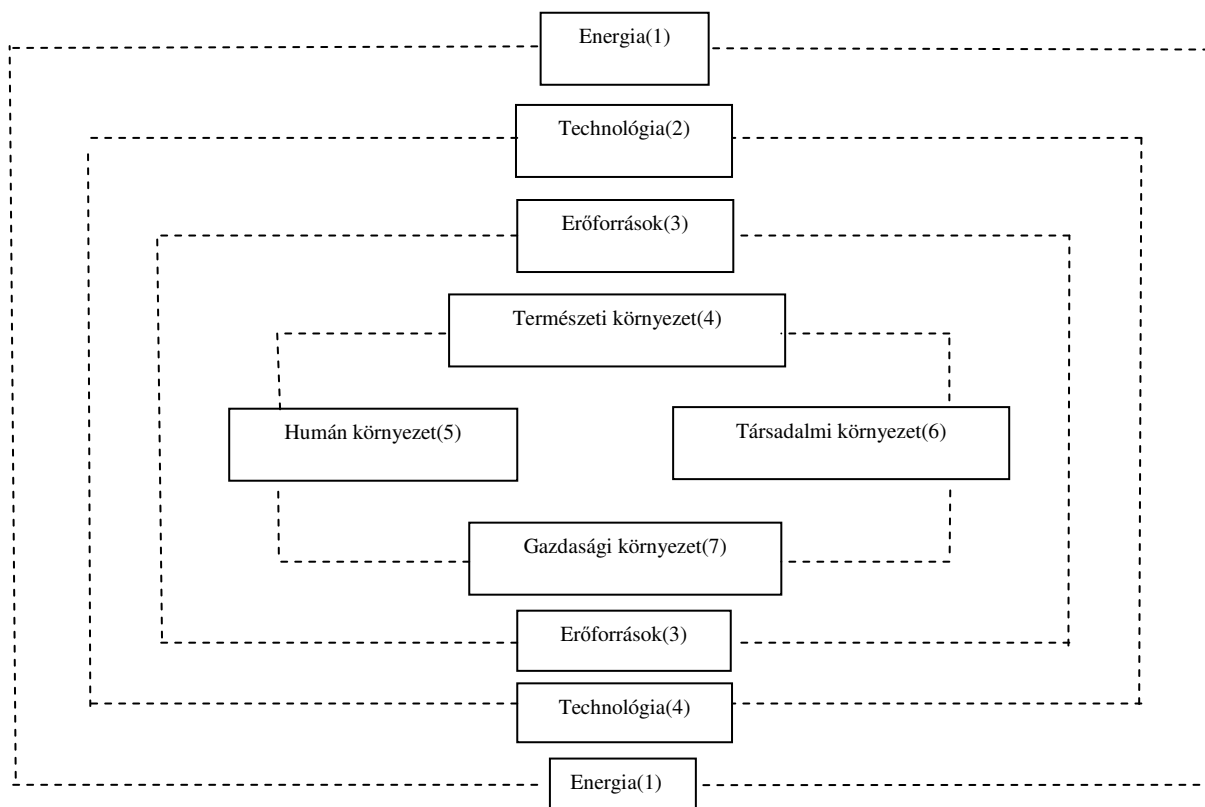 Energia(1)
Technológia(2)
Erőforrások(3)
Természeti környezet(4)
Humán környezet(5)
Társadalmi környezet(6)
Gazdasági környezet(7)
Erőforrások(3)
Technológia(4)
Energia(1)